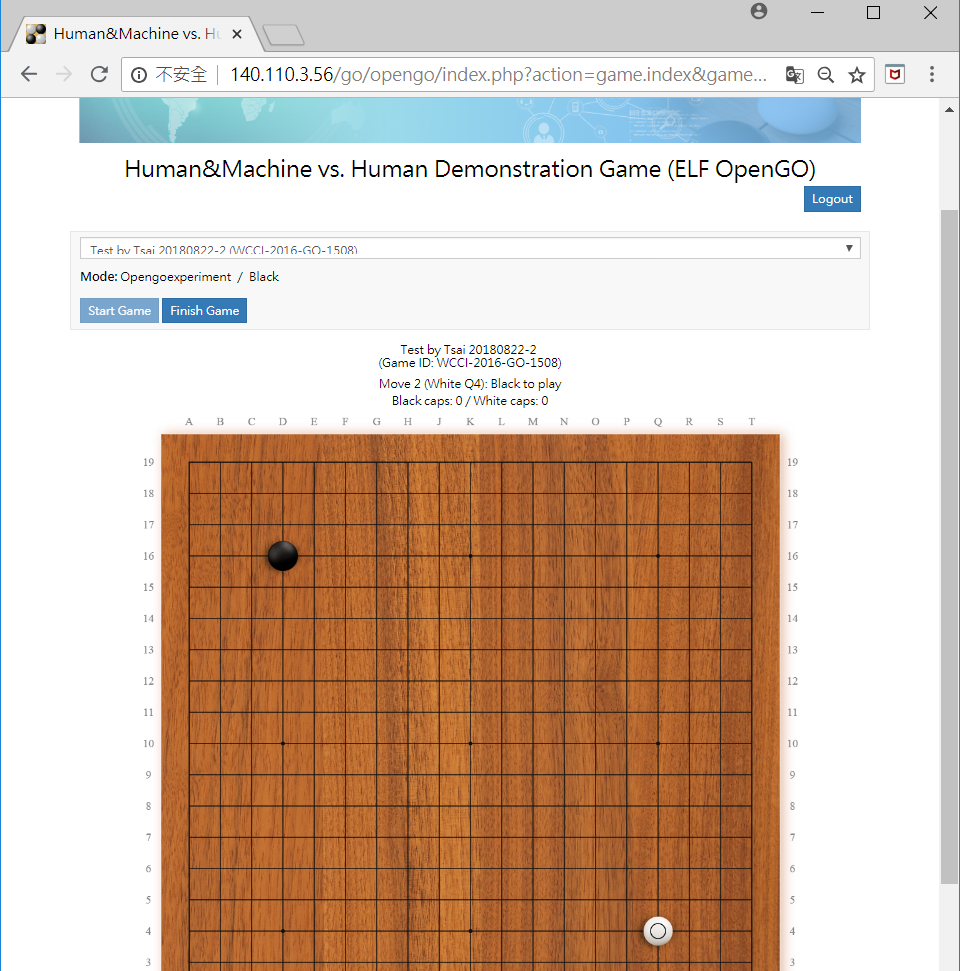 Human&Machine vs. Hu
不安全 140.110.3.56/go/opengo/index.php?action=game.index&game...
Human&Machine vs. Human Demonstration Game (ELF OpenGO)
Logout
Test by Tsai 20180822-2 (WCCI-2016-GO-1508)
Mode: Opengoexperiment / Black
Start Game Finish Game
Test by Tsai 20180822-2
(Game ID: WCCI-2016-GO-1508)
Move 2 (White Q4): Black to play
Black caps: 0 / White caps: 0
A B C D E F G H J K L M N O P Q R S T
19 19
18 18
17 17
16 16
15 15
14 14
13 13
12 12
11 11
10 10
9 9
8 8
7 7
6 6
5 5
4 4
3 3